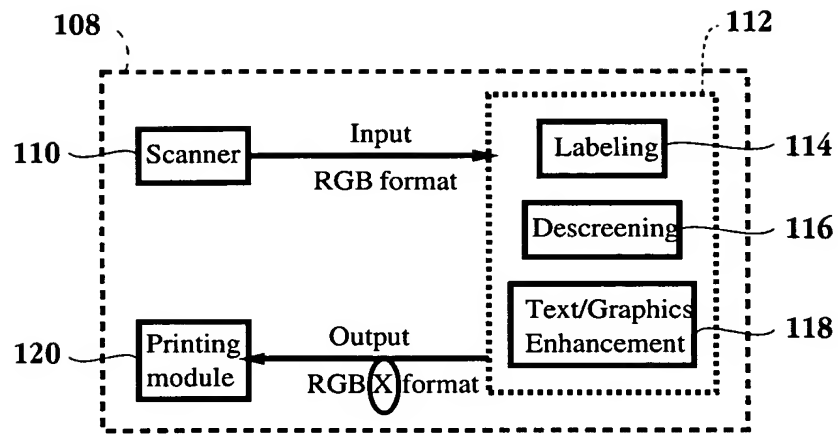 108
112
110
Scanner
Input
RGB format
Labeling
114
Descreening
116
Text/Graphics
Enhancement
118
120
Printing
module
Output
RGB X format